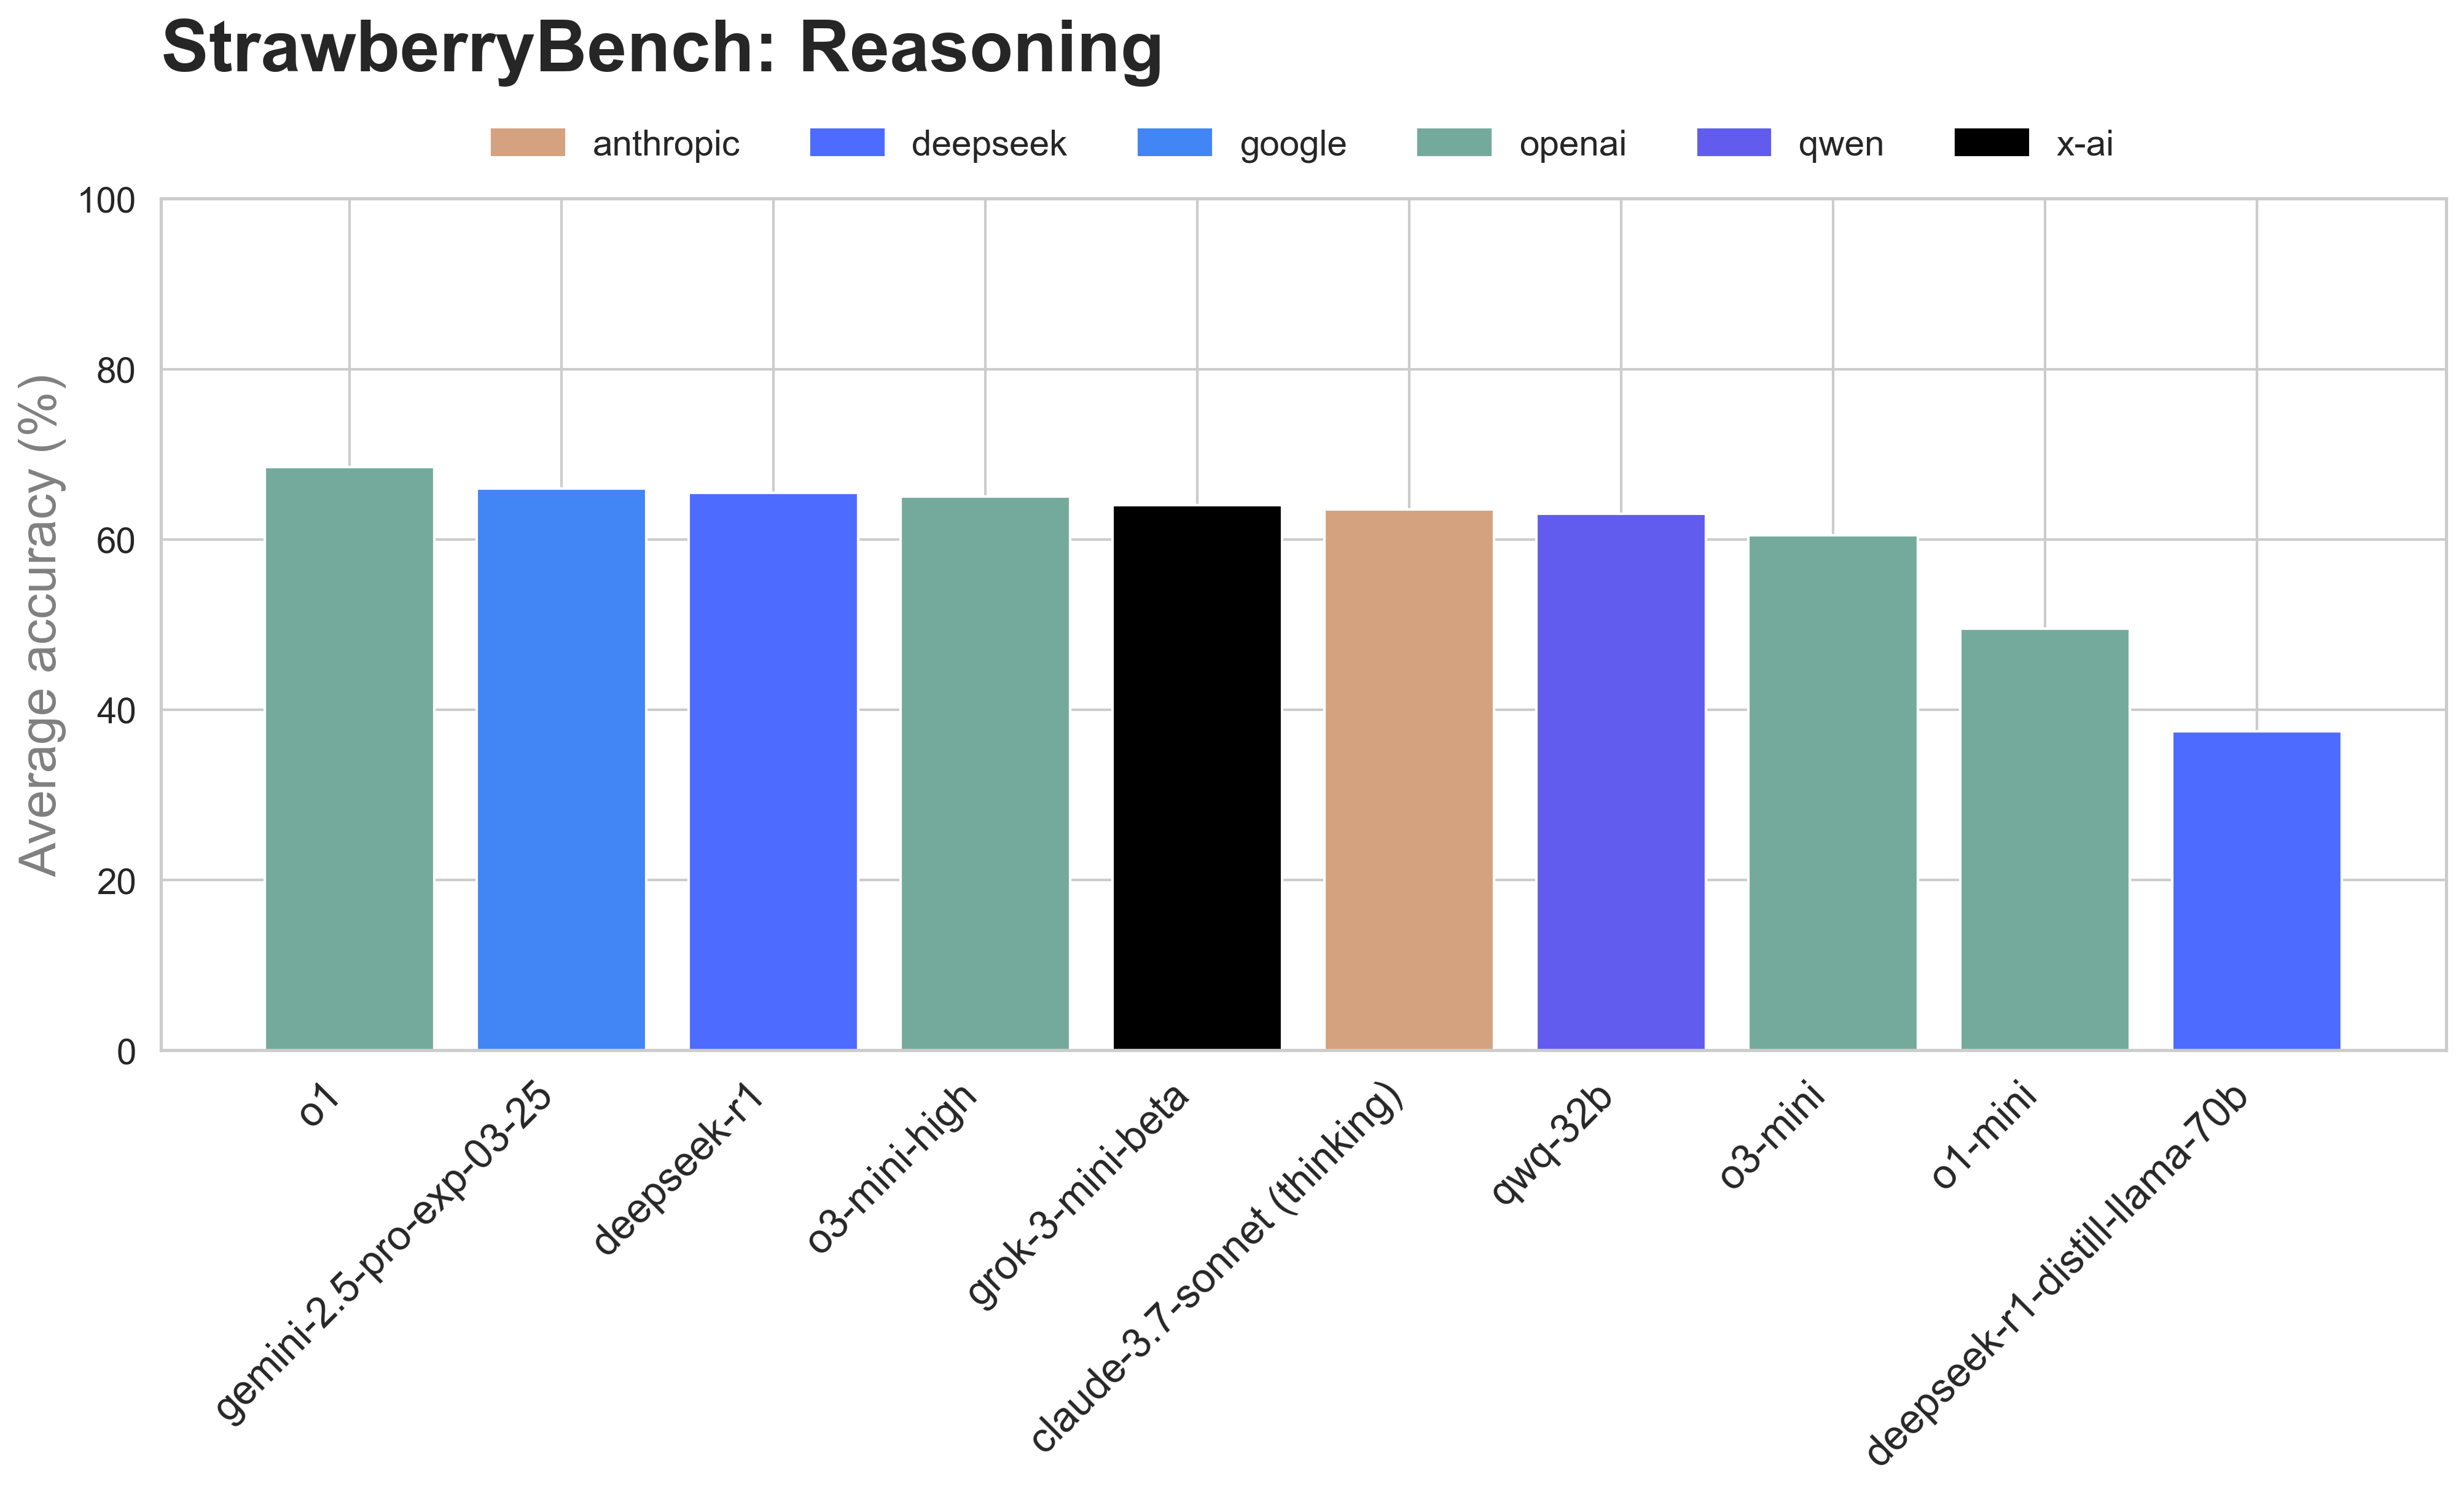 StrawberryBench: Reasoning
anthropic deepseek google openai qwen x-ai
Average accuracy (%)
100
80
60
40
20
0
o1
gemini-2.5-pro-exp-03-25
deepseek-r1
o3-mini-high
grok-3-mini-beta
claude-3.7-sonnet (thinking)
qwq-32b
o3-mini
o1-mini
deepseek-r1-distill-llama-70b